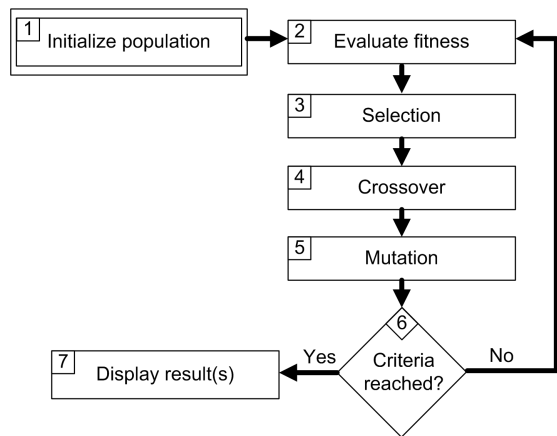 1
Initialize population
2
Evaluate fitness
3
Selection
4
Crossover
5
Mutation
6
Criteria
reached?
Yes
No
7
Display result(s)